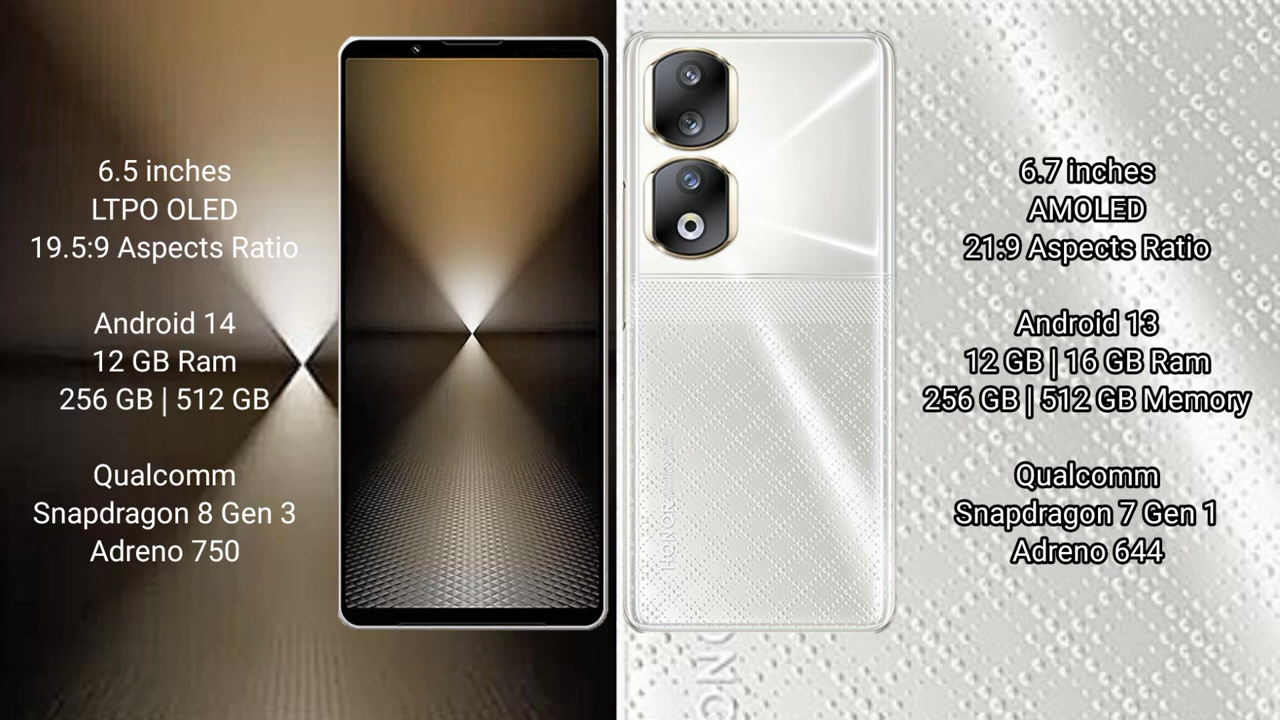 6.5 inches
LTPO OLED
19.5:9 Aspects Ratio
Android 14
12 GB Ram
256 GB | 512 GB
Qualcomm
Snapdragon 8 Gen 3
Adreno 750
HONOR
6.7 inches
AMOLED
21:9 Aspects Ratio
Android 13
12 GB | 16 GB Ram
256 GB | 512 GB Memory
Qualcomm
Snapdragon 7 Gen 1
Adreno 644